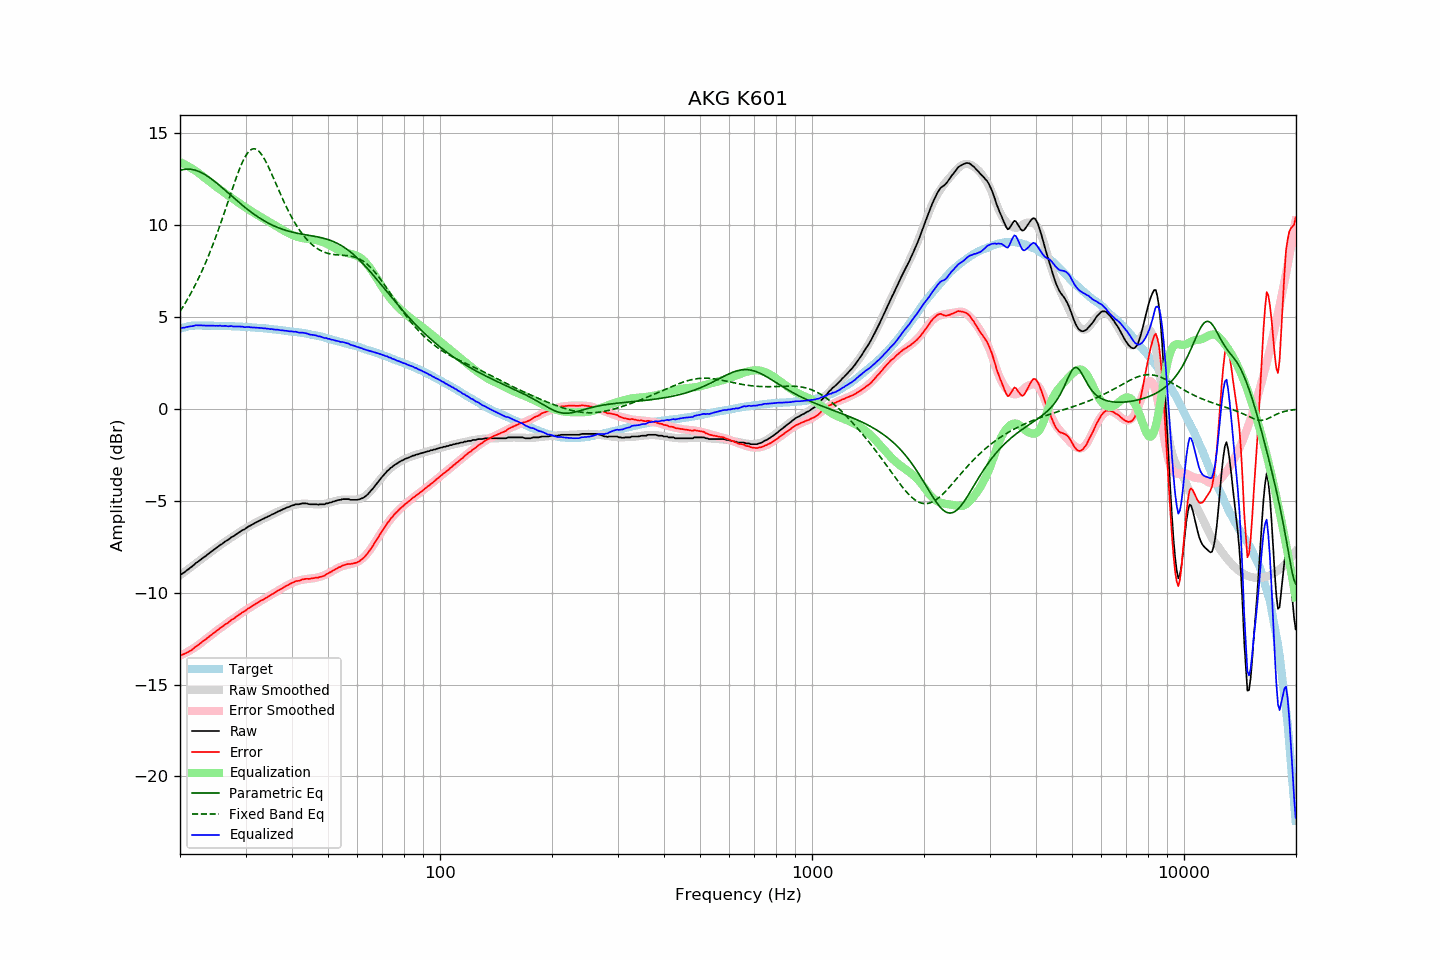 AKG K601
15
10
5
0
−5
−10
−15
−20
Amplitude (dBr)
100
1000
10000
Frequency (Hz)
Target
Raw Smoothed
Error Smoothed
Raw
Error
Equalization
Parametric Eq
Fixed Band Eq
Equalized